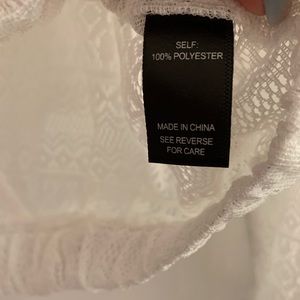 SELF:
100% POLYESTER
MADE IN CHINA
SEE REVERSE
FOR CARE